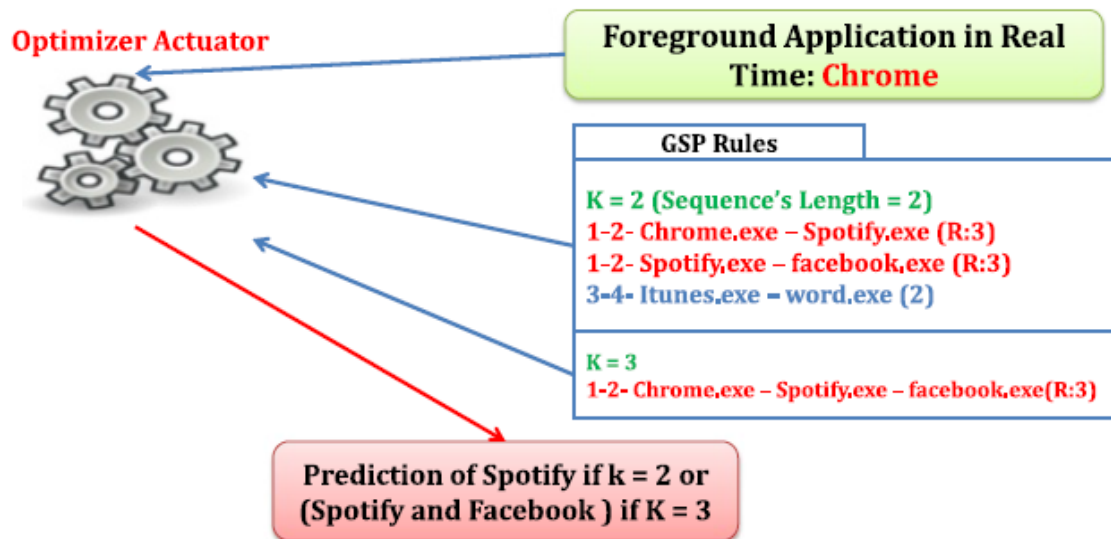 Optimizer Actuator
Foreground Application in Real
Time: Chrome
GSP Rules
K = 2 (Sequence's Length = 2)
1-2- Chrome.exe – Spotify.exe (R:3)
1-2- Spotify.exe – facebook.exe (R:3)
3-4- Itunes.exe – word.exe (2)
K = 3
1-2- Chrome.exe – Spotify.exe – facebook.exe(R:3)
Prediction of Spotify if k = 2 or
(Spotify and Facebook ) if K = 3